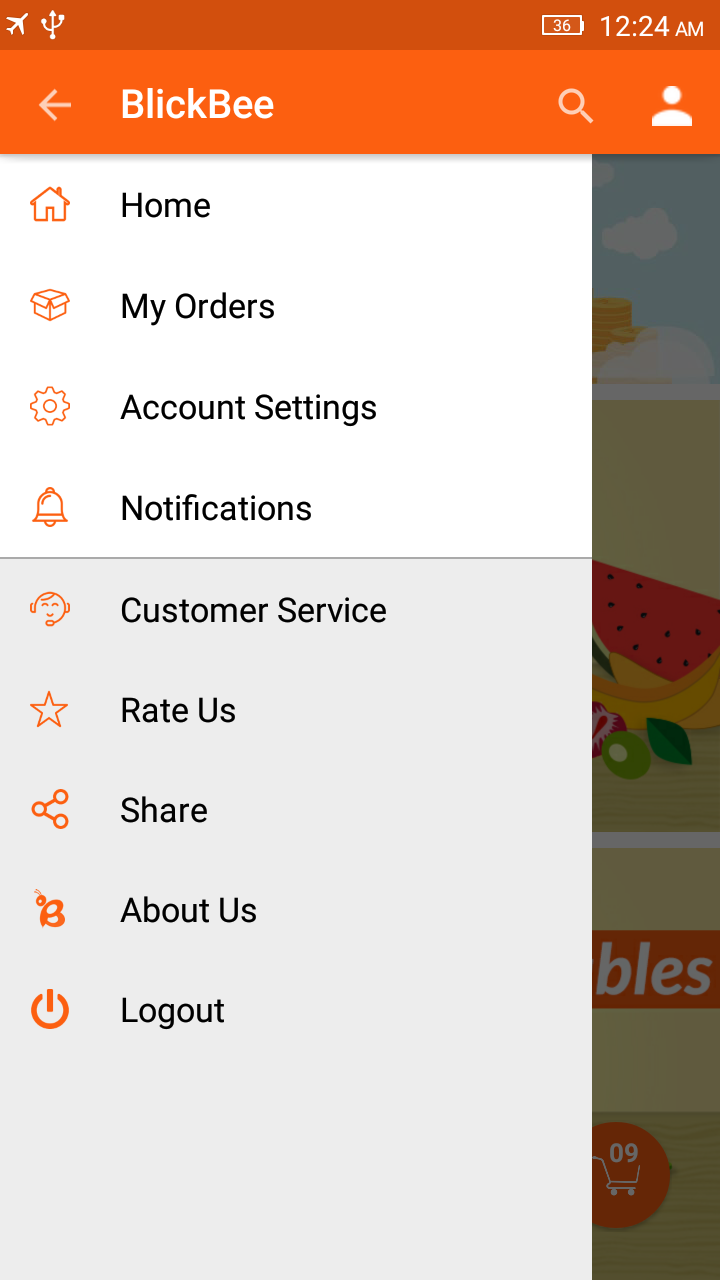 36 12:24 AM
BlickBee
Home
My Orders
Account Settings
Notifications
Customer Service
Rate Us
Share
About Us
bles
Logout
09